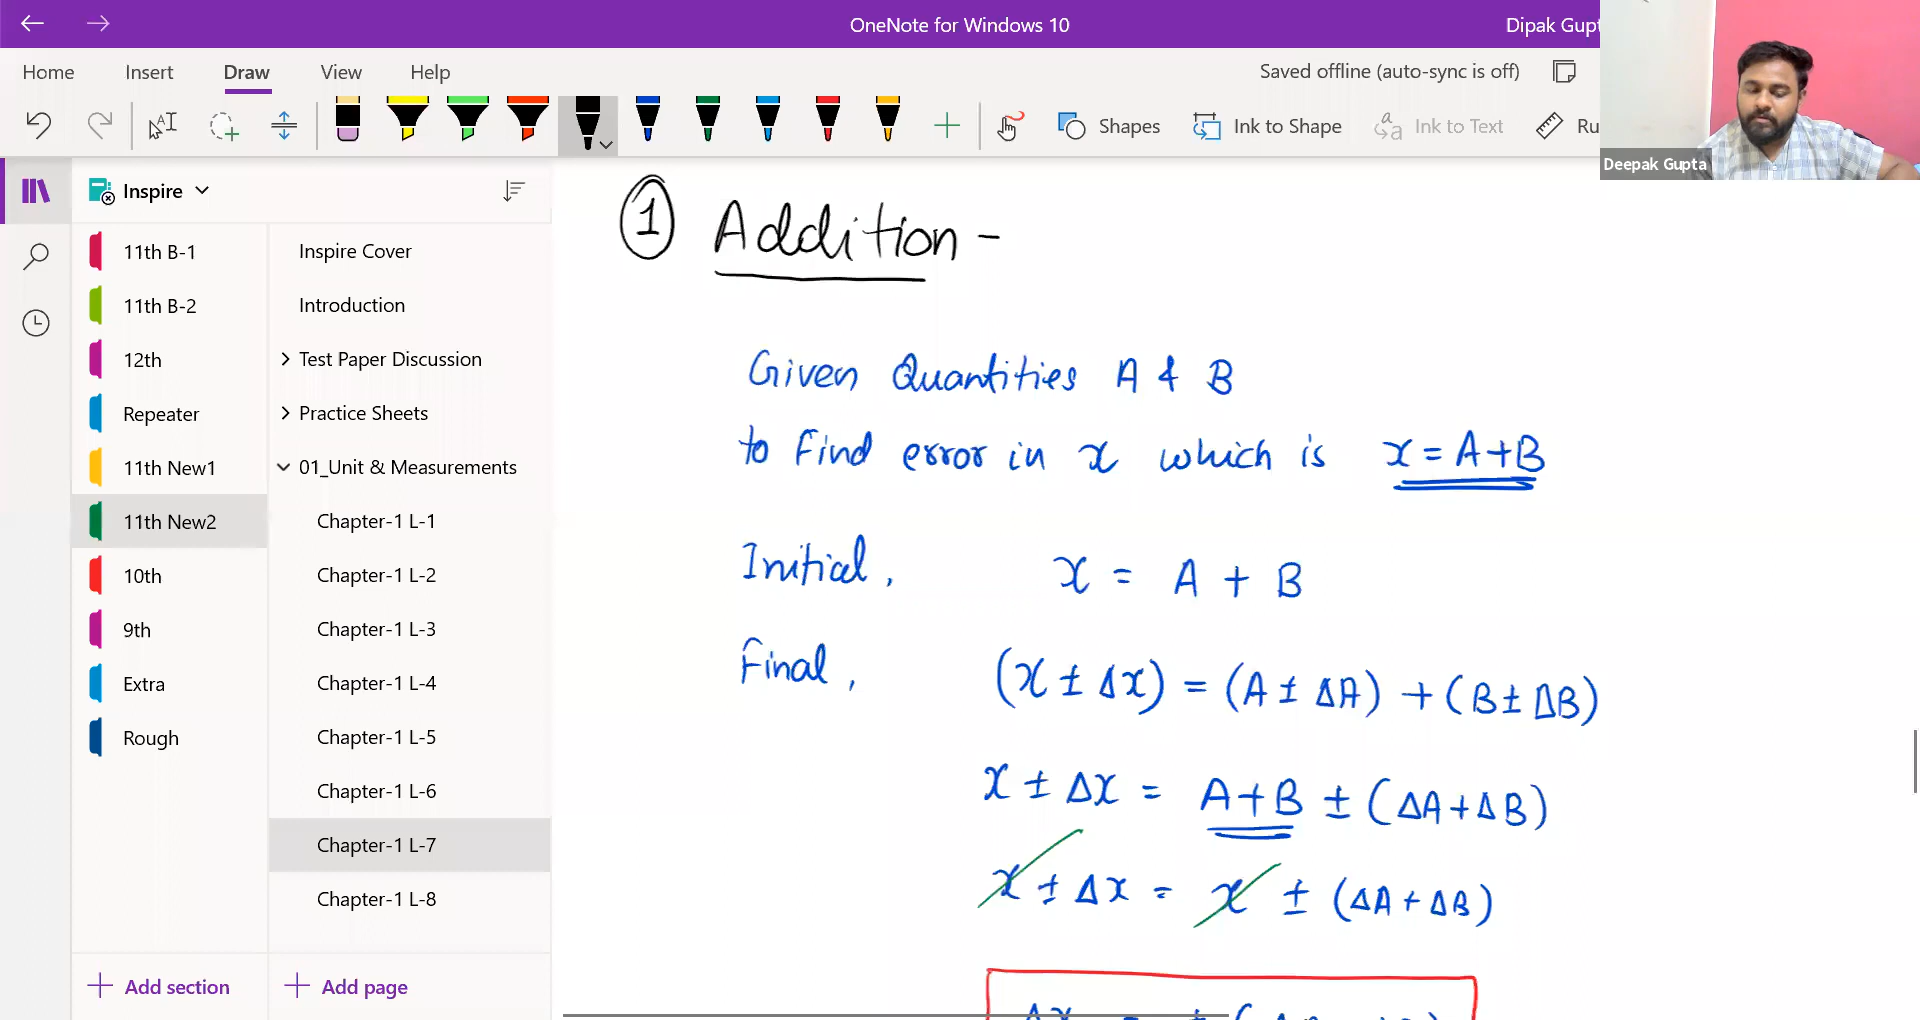 OneNote for Windows 10
Dipak Gupt
Home Insert Draw View Help
Saved offline (auto-sync is off)
Shapes Ink to Shape Ink to Text Ru
Deepak Gupta
Inspire
11th B-1
11th B-2
12th
Repeater
11th New1
11th New2
10th
9th
Extra
Rough
Add section
Inspire Cover
Introduction
Test Paper Discussion
Practice Sheets
01_Unit & Measurements
Chapter-1 L-1
Chapter-1 L-2
Chapter-1 L-3
Chapter-1 L-4
Chapter-1 L-5
Chapter-1 L-6
Chapter-1 L-7
Chapter-1 L-8
Add page
① Addition -
Given Quantities A & B
to Find error in x which is x = A+B
Initial, x = A + B
Final, (x ± Δx) = (A ± ΔA) + (B ± ΔB)
x ± Δx = A+B ± (ΔA + ΔB)
x ± Δx = x ± (ΔA + ΔB)